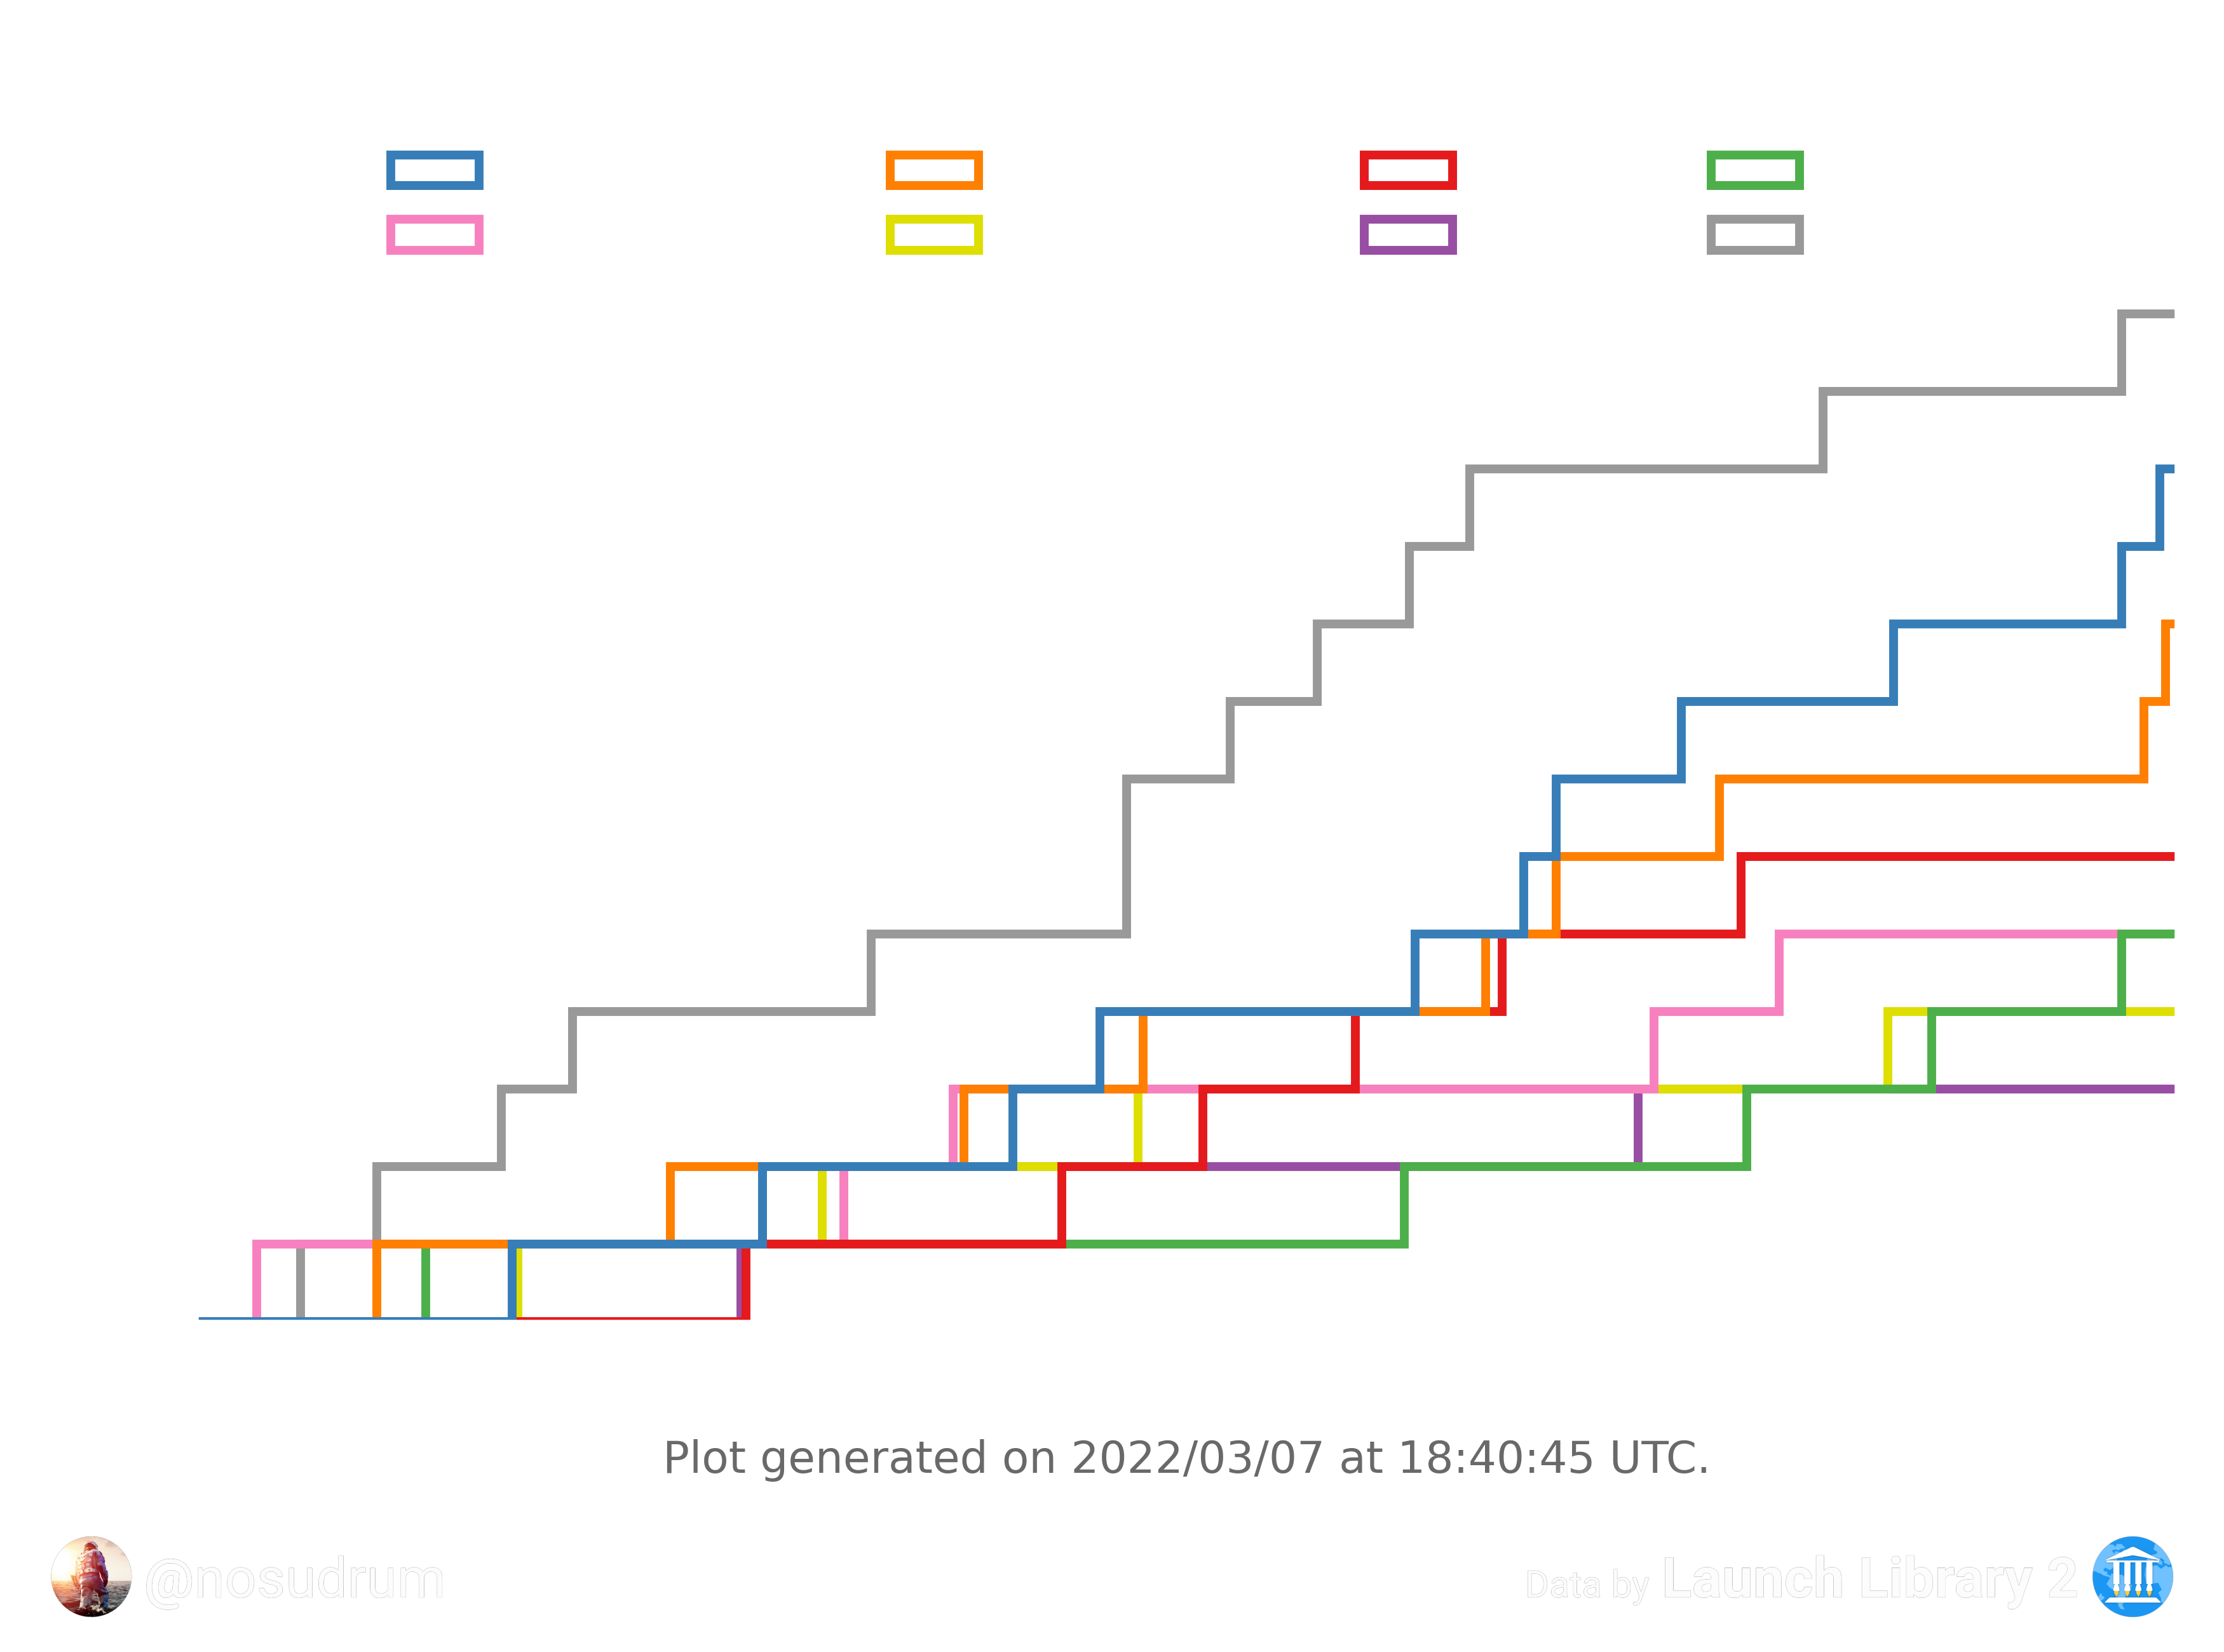 Plot generated on 2022/03/07 at 18:40:45 UTC.
@nosudrum
Data by Launch Library 2